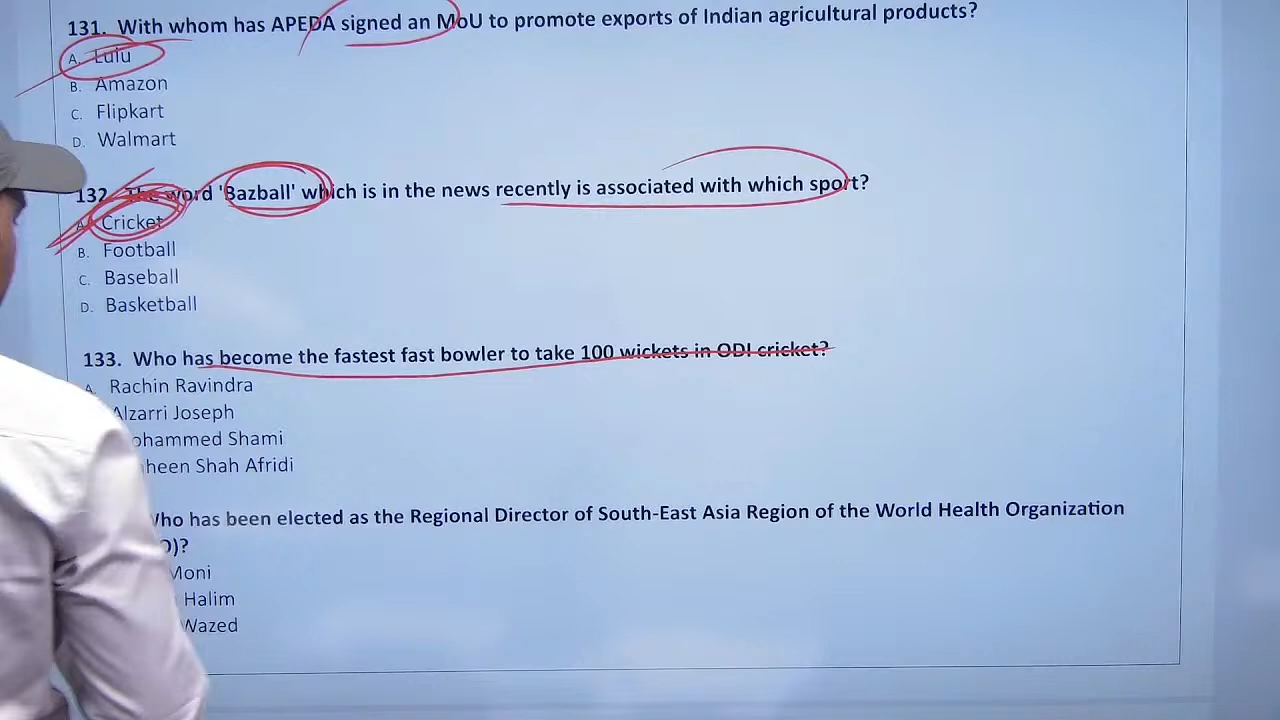 131. With whom has APEDA signed an MoU to promote exports of Indian agricultural products?
A. Lulu
B. Amazon
C. Flipkart
D. Walmart
132. The word 'Bazball' which is in the news recently is associated with which sport?
A. Cricket
B. Football
C. Baseball
D. Basketball
133. Who has become the fastest fast bowler to take 100 wickets in ODI cricket?
A. Rachin Ravindra
Alzarri Joseph
ohammed Shami
heen Shah Afridi
Who has been elected as the Regional Director of South-East Asia Region of the World Health Organization
)?
Moni
Halim
Wazed